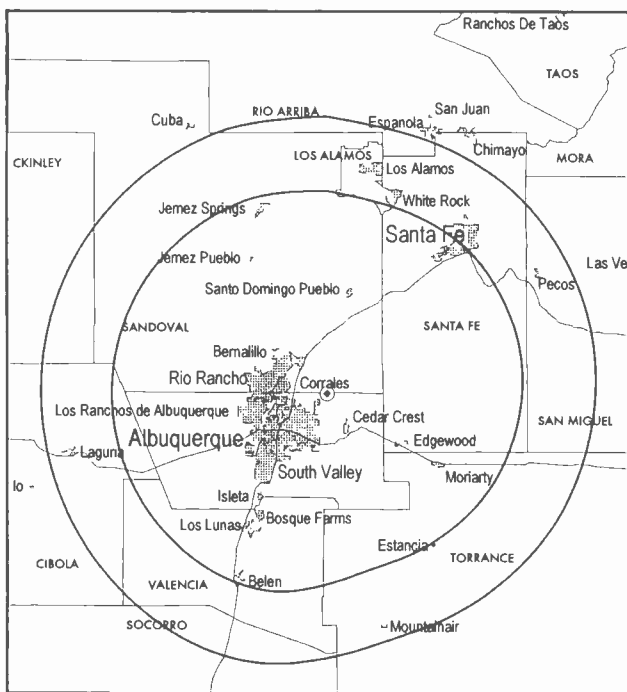 Ranchos De Taos
TAOS
Cuba
RIO ARRIBA
San Juan
Espanola
Chimayo
CKINLEY
LOS ALAMOS
MORA
Los Alamos
White Rock
Jemez Springs
Santa Fe
Jemez Pueblo
Las Ve
Pecos
Santo Domingo Pueblo
SANDOVAL
SANTA FE
Bernalillo
Rio Rancho
Corrales
Los Ranchos de Albuquerque
Cedar Crest
SAN MIGUEL
Albuquerque
Edgewood
Laguna
South Valley
Moriarty
lo
Isleta
Bosque Farms
Los Lunas
Estancia
TORRANCE
CIBOLA
VALENCIA
Belen
SOCORRO
Mountainair